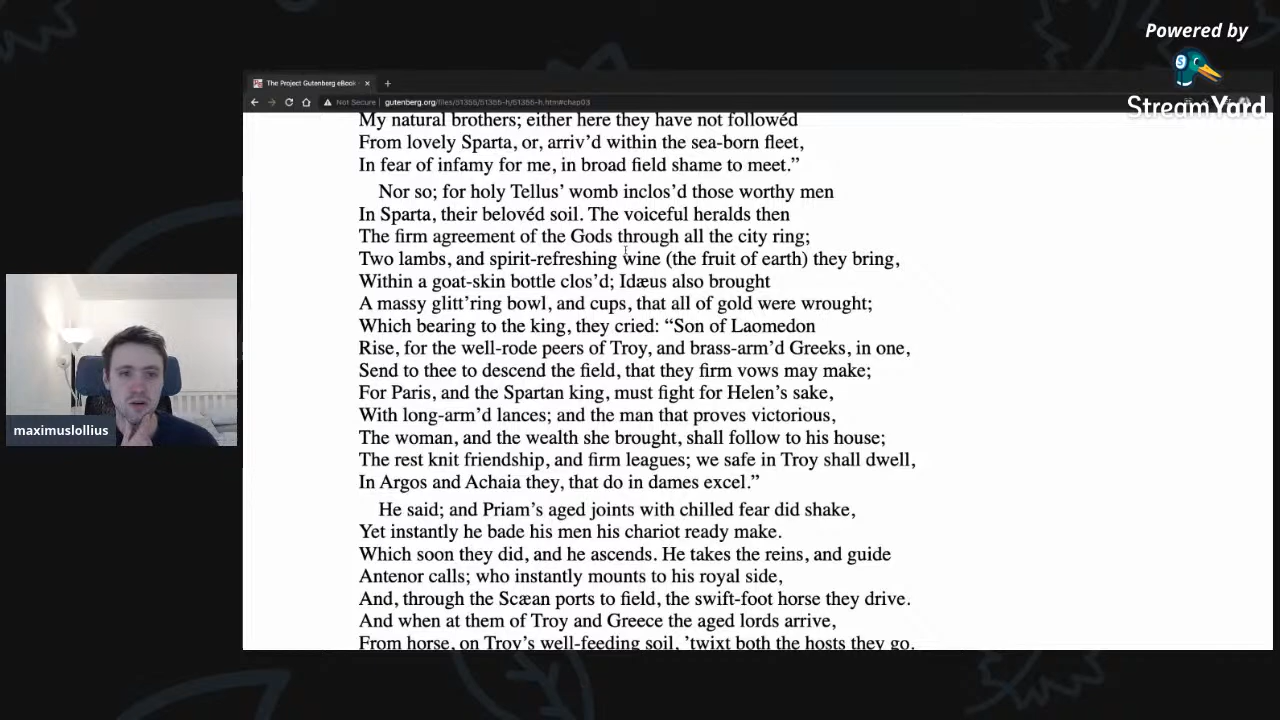 Powered by
StreamYard
The Project Gutenberg eBook
Not Secure
gutenberg.org/files/51355/51355-h/51355-h.htm#chap03
My natural brothers; either here they have not followéd
From lovely Sparta, or, arriv’d within the sea-born fleet,
In fear of infamy for me, in broad field shame to meet.”
Nor so; for holy Tellus’ womb inclos’d those worthy men
In Sparta, their belovéd soil. The voiceful heralds then
The firm agreement of the Gods through all the city ring;
Two lambs, and spirit-refreshing wine (the fruit of earth) they bring,
Within a goat-skin bottle clos’d; Idæus also brought
A massy glitt’ring bowl, and cups, that all of gold were wrought;
Which bearing to the king, they cried: “Son of Laomedon
Rise, for the well-rode peers of Troy, and brass-arm’d Greeks, in one,
Send to thee to descend the field, that they firm vows may make;
For Paris, and the Spartan king, must fight for Helen’s sake,
With long-arm’d lances; and the man that proves victorious,
The woman, and the wealth she brought, shall follow to his house;
The rest knit friendship, and firm leagues; we safe in Troy shall dwell,
In Argos and Achaia they, that do in dames excel.”
He said; and Priam’s aged joints with chilled fear did shake,
Yet instantly he bade his men his chariot ready make.
Which soon they did, and he ascends. He takes the reins, and guide
Antenor calls; who instantly mounts to his royal side,
And, through the Scæan ports to field, the swift-foot horse they drive.
And when at them of Troy and Greece the aged lords arrive,
From horse, on Troy’s well-feeding soil, ’twixt both the hosts they go.
maximuslollius